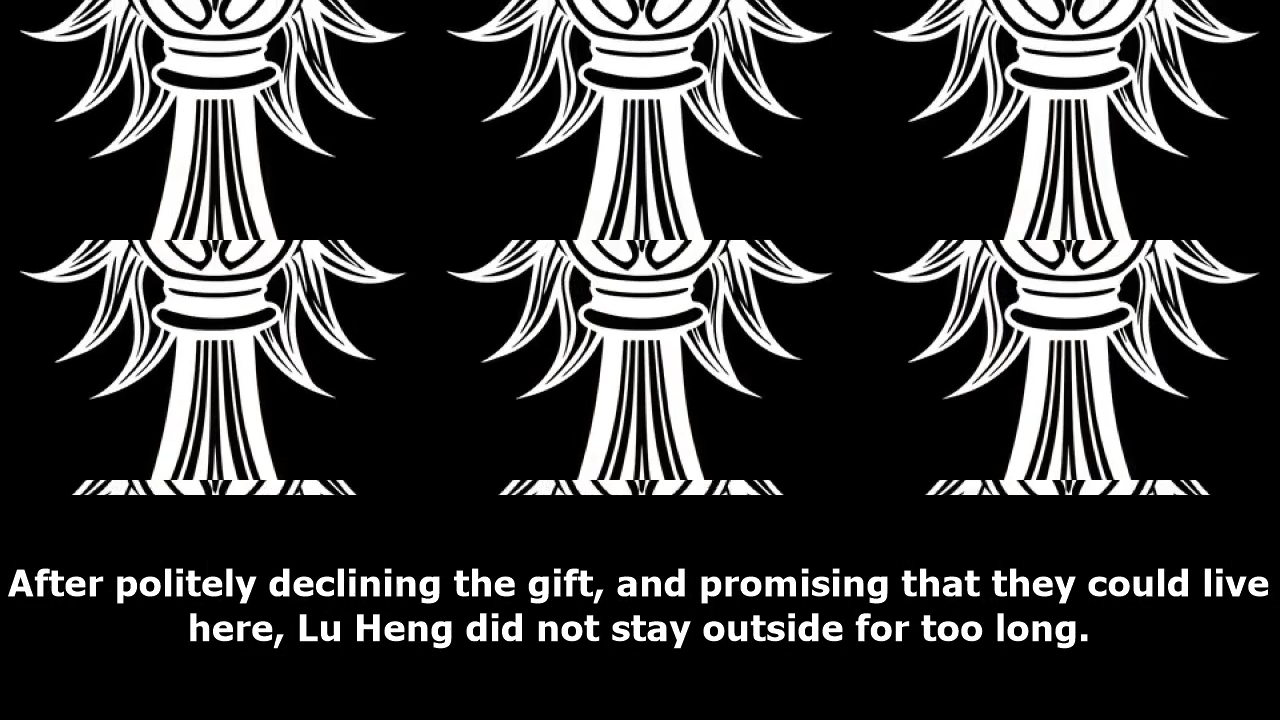 After politely declining the gift, and promising that they could live
here, Lu Heng did not stay outside for too long.